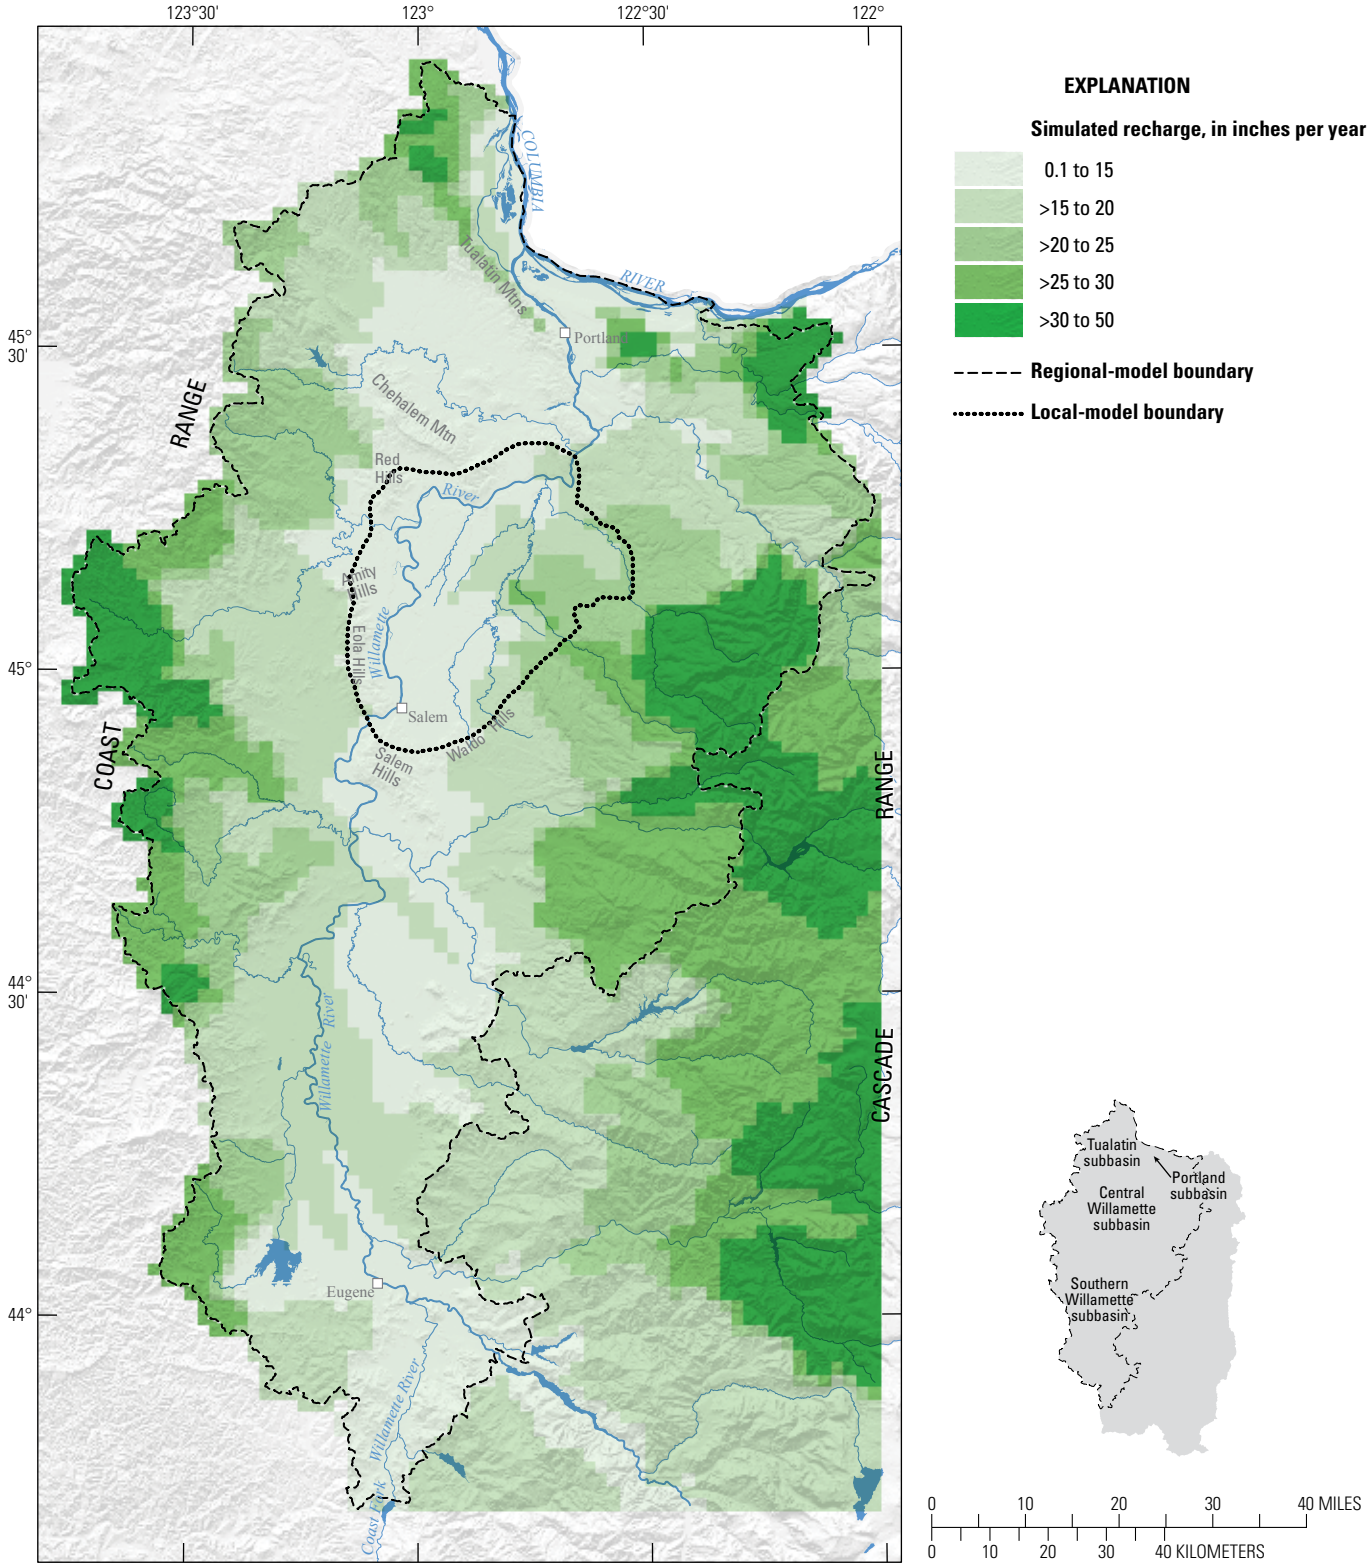 123°30'
123°
122°30'
122°
EXPLANATION
Simulated recharge, in inches per year
0.1 to 15
>15 to 20
>20 to 25
>25 to 30
>30 to 50
Regional-model boundary
Local-model boundary
COLUMBIA
RIVER
Tualatin Mtns
Portland
45°
30'
RANGE
Chehalem Mtn
Red
Hills
River
Amity
Hills
Eola Hills
Willamette
45°
Salem
Waldo Hills
Salem
Hills
COAST
RANGE
44°
30'
Willamette River
CASCADE
Tualatin
subbasin
Portland
subbasin
Central
Willamette
subbasin
Southern
Willamette
subbasin
Eugene
44°
Coast Fork Willamette River
0 10 20 30 40 MILES
0 10 20 30 40 KILOMETERS